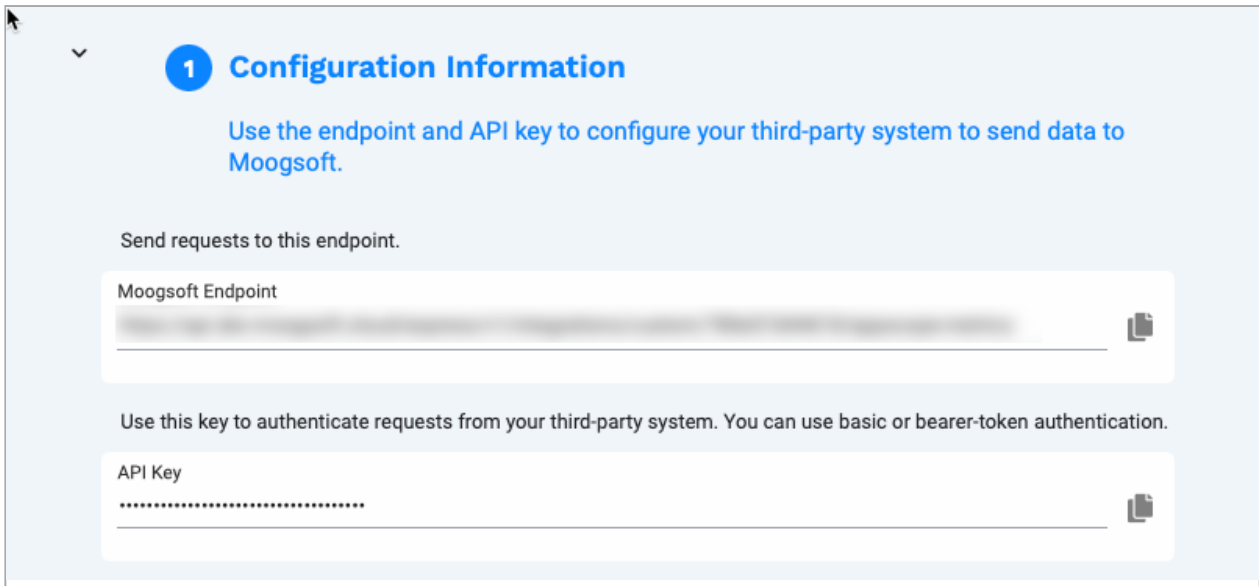 1 Configuration Information
Use the endpoint and API key to configure your third-party system to send data to
Moogsoft.
Send requests to this endpoint.
Moogsoft Endpoint
Use this key to authenticate requests from your third-party system. You can use basic or bearer-token authentication.
API Key
••••••••••••••••••••••••••••••••••••